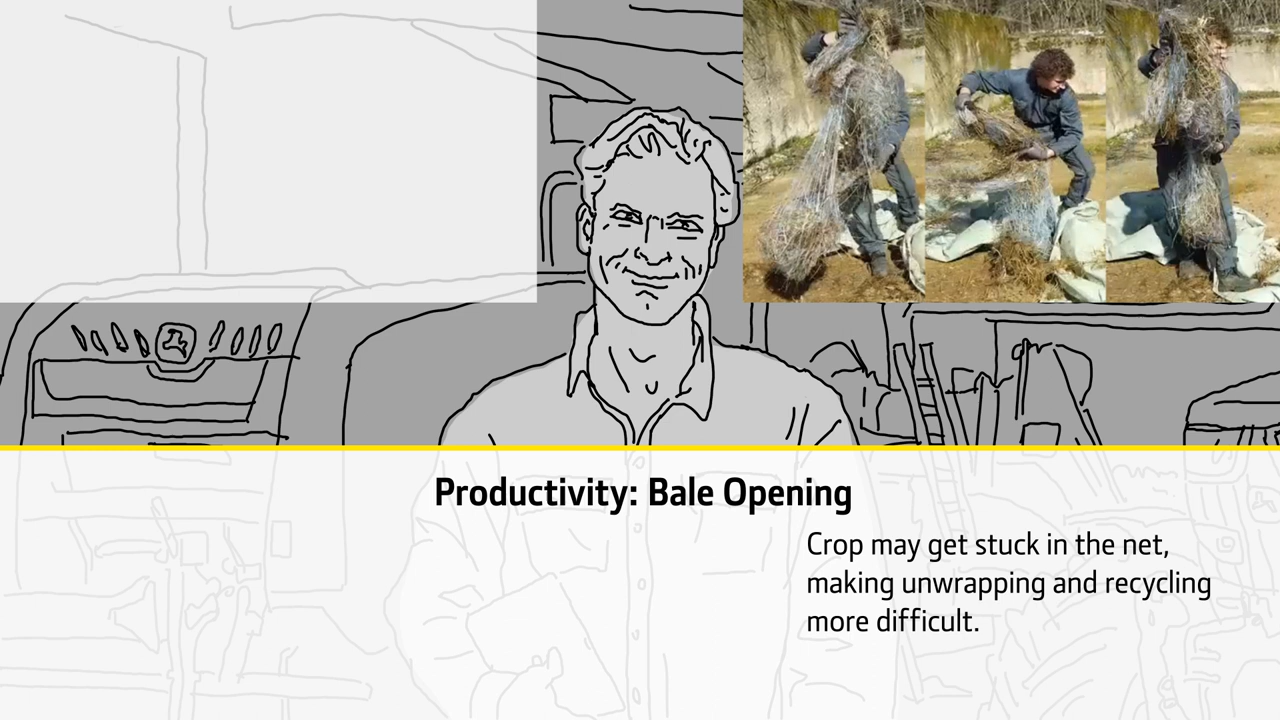 Productivity: Bale Opening
Crop may get stuck in the net,
making unwrapping and recycling
more difficult.